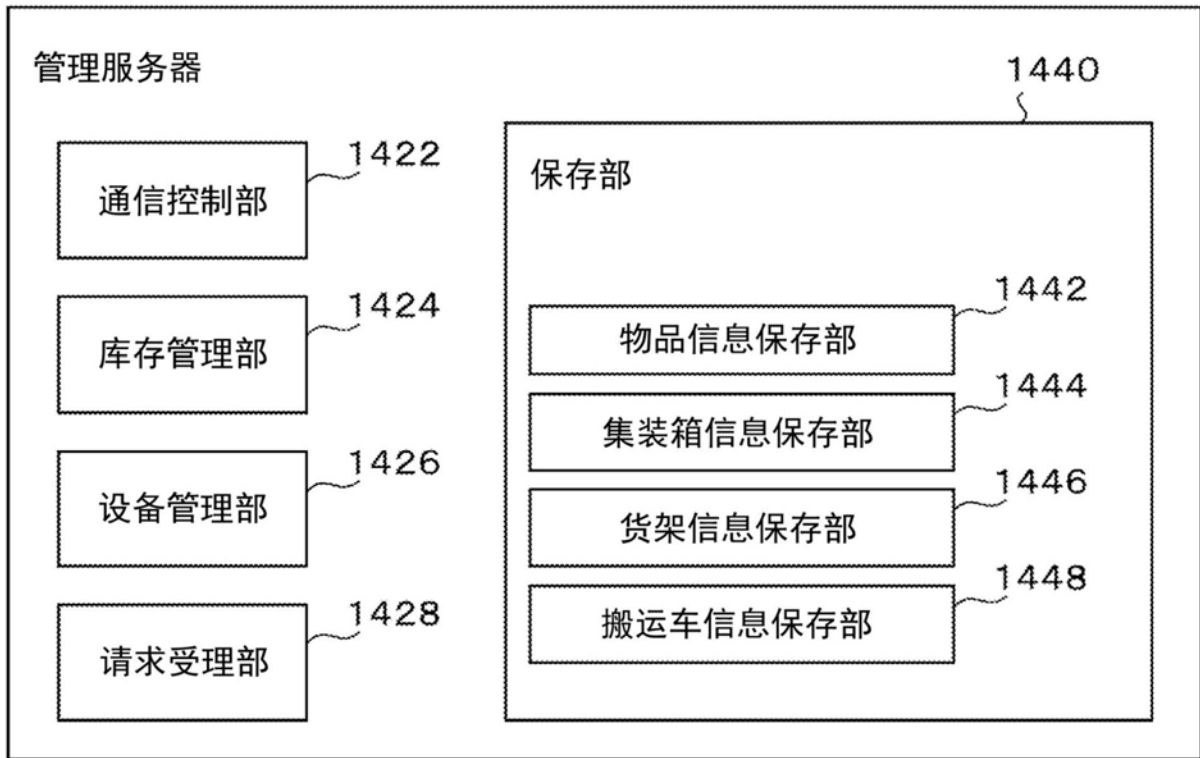 管理服务器
1440
1422
通信控制部
保存部
1424
库存管理部
1442
物品信息保存部
1444
集装箱信息保存部
1426
设备管理部
1446
货架信息保存部
1448
搬运车信息保存部
1428
请求受理部